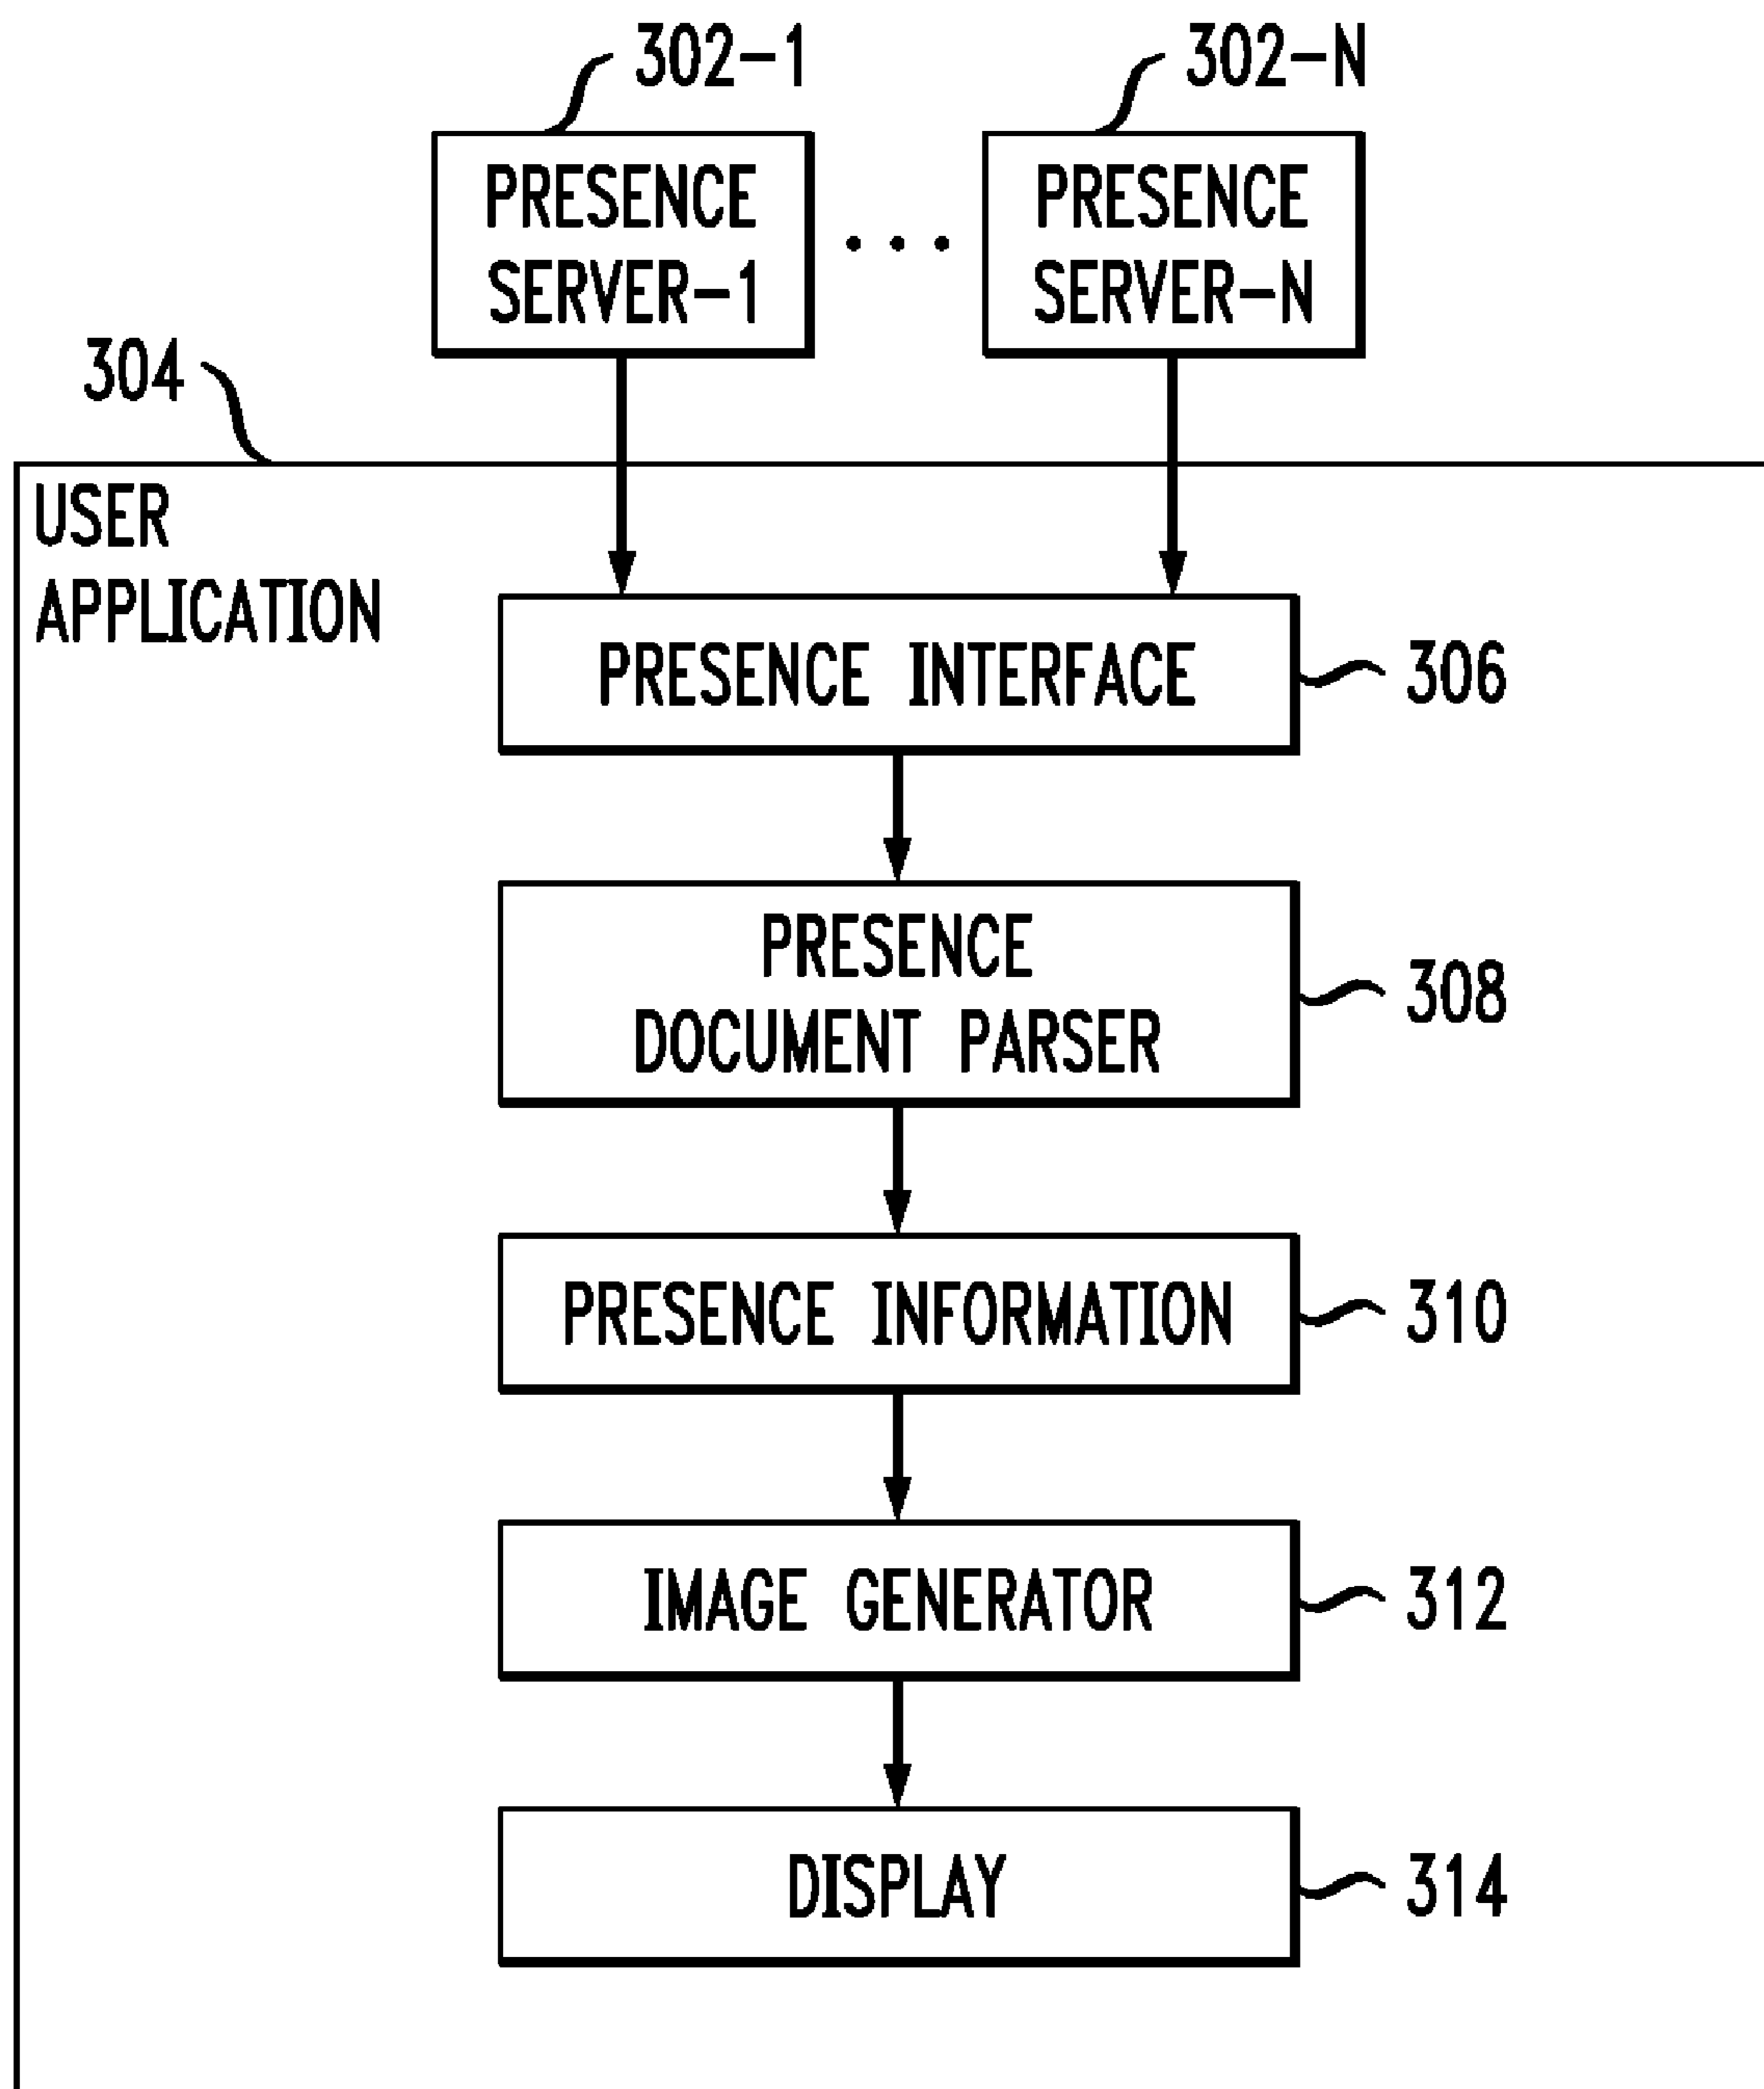 302-1
302-N
PRESENCE
SERVER-1
PRESENCE
SERVER-N
304
USER
APPLICATION
PRESENCE INTERFACE
306
PRESENCE
DOCUMENT PARSER
308
PRESENCE INFORMATION
310
IMAGE GENERATOR
312
DISPLAY
314